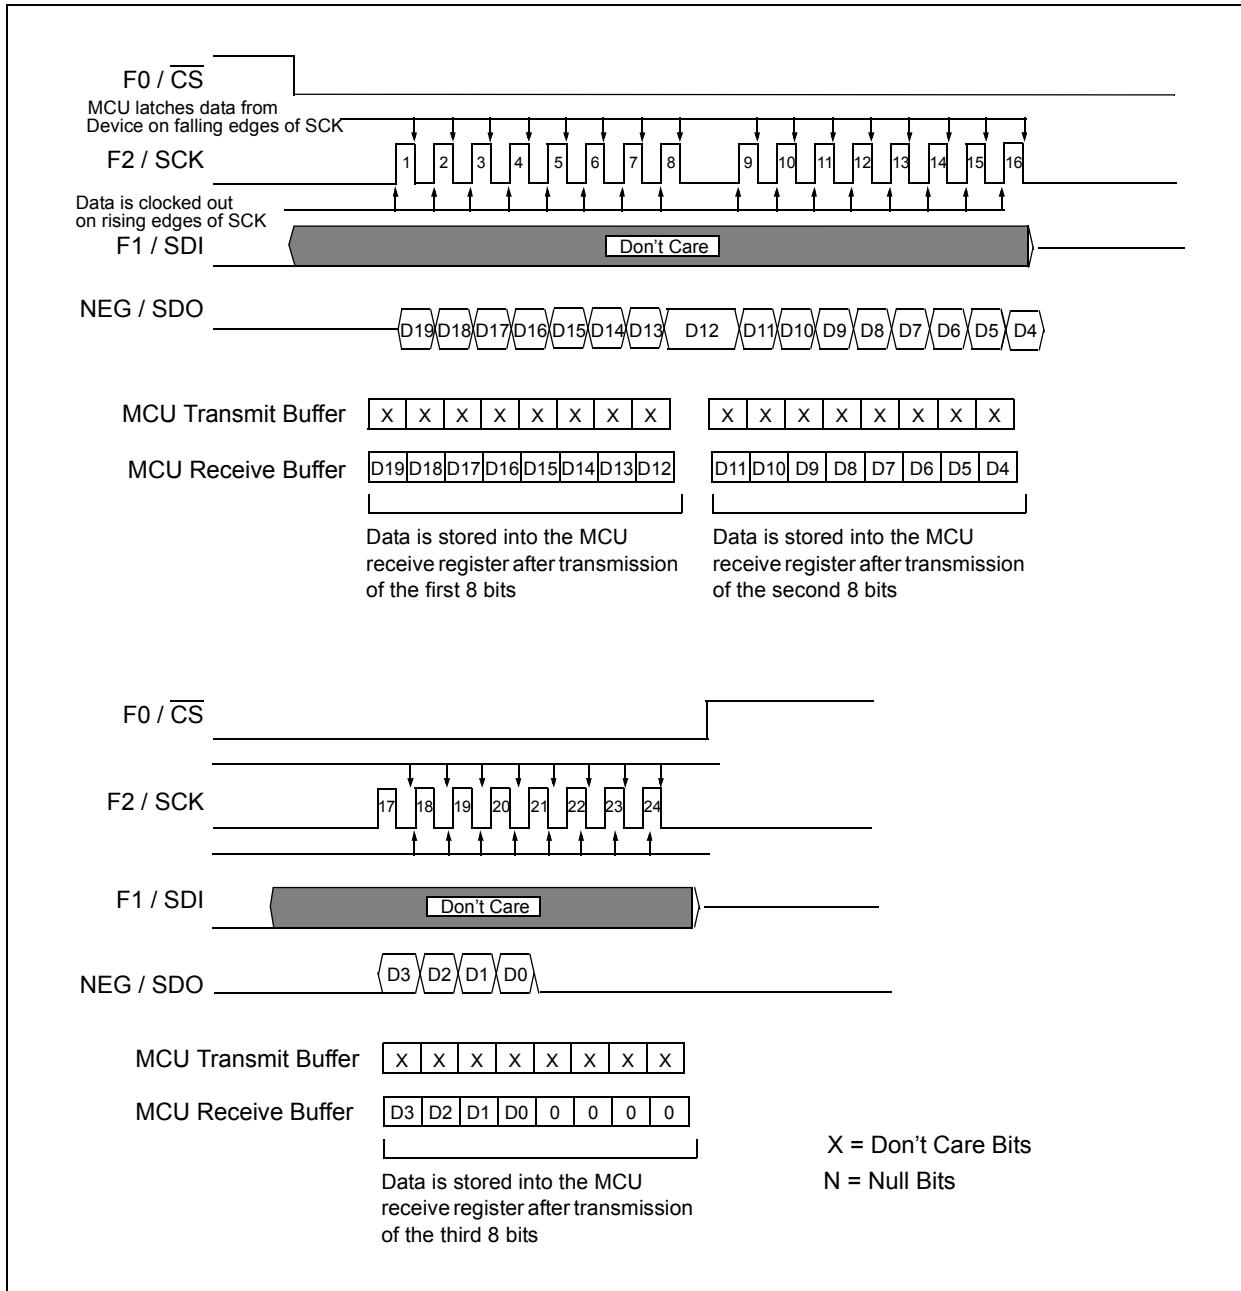 F0 / CS
MCU latches data from
Device on falling edges of SCK
F2 / SCK
1 2 3 4 5 6 7 8 9 10 11 12 13 14 15 16
Data is clocked out
on rising edges of SCK
F1 / SDI
Don't Care
NEG / SDO
D19 D18 D17 D16 D15 D14 D13 D12 D11 D10 D9 D8 D7 D6 D5 D4
MCU Transmit Buffer
X X X X X X X X X X X X X X X X
MCU Receive Buffer
D19 D18 D17 D16 D15 D14 D13 D12 D11 D10 D9 D8 D7 D6 D5 D4
Data is stored into the MCU
receive register after transmission
of the first 8 bits
Data is stored into the MCU
receive register after transmission
of the second 8 bits
F0 / CS
F2 / SCK
17 18 19 20 21 22 23 24
F1 / SDI
Don't Care
NEG / SDO
D3 D2 D1 D0
MCU Transmit Buffer
X X X X X X X X
MCU Receive Buffer
D3 D2 D1 D0 0 0 0 0
Data is stored into the MCU
receive register after transmission
of the third 8 bits
X = Don't Care Bits
N = Null Bits